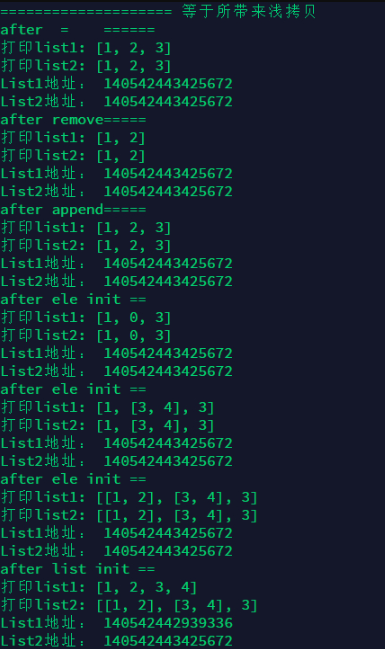 ==================== 等于所带来浅拷贝
after  =    ======
打印list1: [1, 2, 3]
打印list2: [1, 2, 3]
List1地址： 140542443425672
List2地址： 140542443425672
after remove=====
打印list1: [1, 2]
打印list2: [1, 2]
List1地址： 140542443425672
List2地址： 140542443425672
after append=====
打印list1: [1, 2, 3]
打印list2: [1, 2, 3]
List1地址： 140542443425672
List2地址： 140542443425672
after ele init ==
打印list1: [1, 0, 3]
打印list2: [1, 0, 3]
List1地址： 140542443425672
List2地址： 140542443425672
after ele init ==
打印list1: [1, [3, 4], 3]
打印list2: [1, [3, 4], 3]
List1地址： 140542443425672
List2地址： 140542443425672
after ele init ==
打印list1: [[1, 2], [3, 4], 3]
打印list2: [[1, 2], [3, 4], 3]
List1地址： 140542443425672
List2地址： 140542443425672
after list init ==
打印list1: [1, 2, 3, 4]
打印list2: [[1, 2], [3, 4], 3]
List1地址： 140542442939336
List2地址： 140542443425672